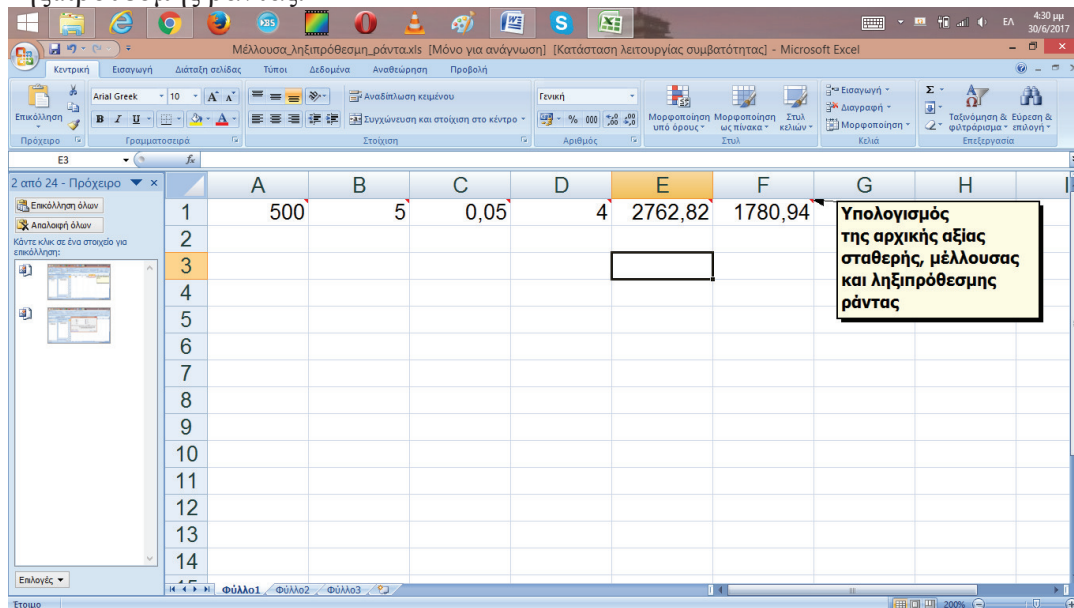 4:30 μμ
ΕΛ
30/6/2017
Μέλλουσα_ληξιπρόθεσμη_ράντα.xls [Μόνο για ανάγνωση] [Κατάσταση λειτουργίας συμβατότητας] - Microsoft Excel
Κεντρική Εισαγωγή Διάταξη σελίδας Τύποι Δεδομένα Αναθεώρηση Προβολή
Επικόλληση
Arial Greek 10
Αναδίπλωση κειμένου
Συγχώνευση και στοίχιση στο κέντρο
Γενική
% 000
Μορφοποίηση υπό όρους
Μορφοποίηση ως πίνακα
Στυλ κελιών
Εισαγωγή
Διαγραφή
Μορφοποίηση
Ταξινόμηση & φιλτράρισμα
Εύρεση & επιλογή
Πρόχειρο Γραμματοσειρά Στοίχιση Αριθμός Στυλ Κελιά Επεξεργασία
E3 fx
2 από 24 - Πρόχειρο
Επικόλληση όλων
Απαλοιφή όλων
Κάντε κλικ σε ένα στοιχείο για
επικόλληση:
A B C D E F G H
1 500 5 0,05 4 2762,82 1780,94
Υπολογισμός
της αρχικής αξίας
σταθερής, μέλλουσας
και ληξιπρόθεσμης
ράντας
2
3
4
5
6
7
8
9
10
11
12
13
14
Επιλογές
Φύλλο1 Φύλλο2 Φύλλο3
Έτοιμο
200%